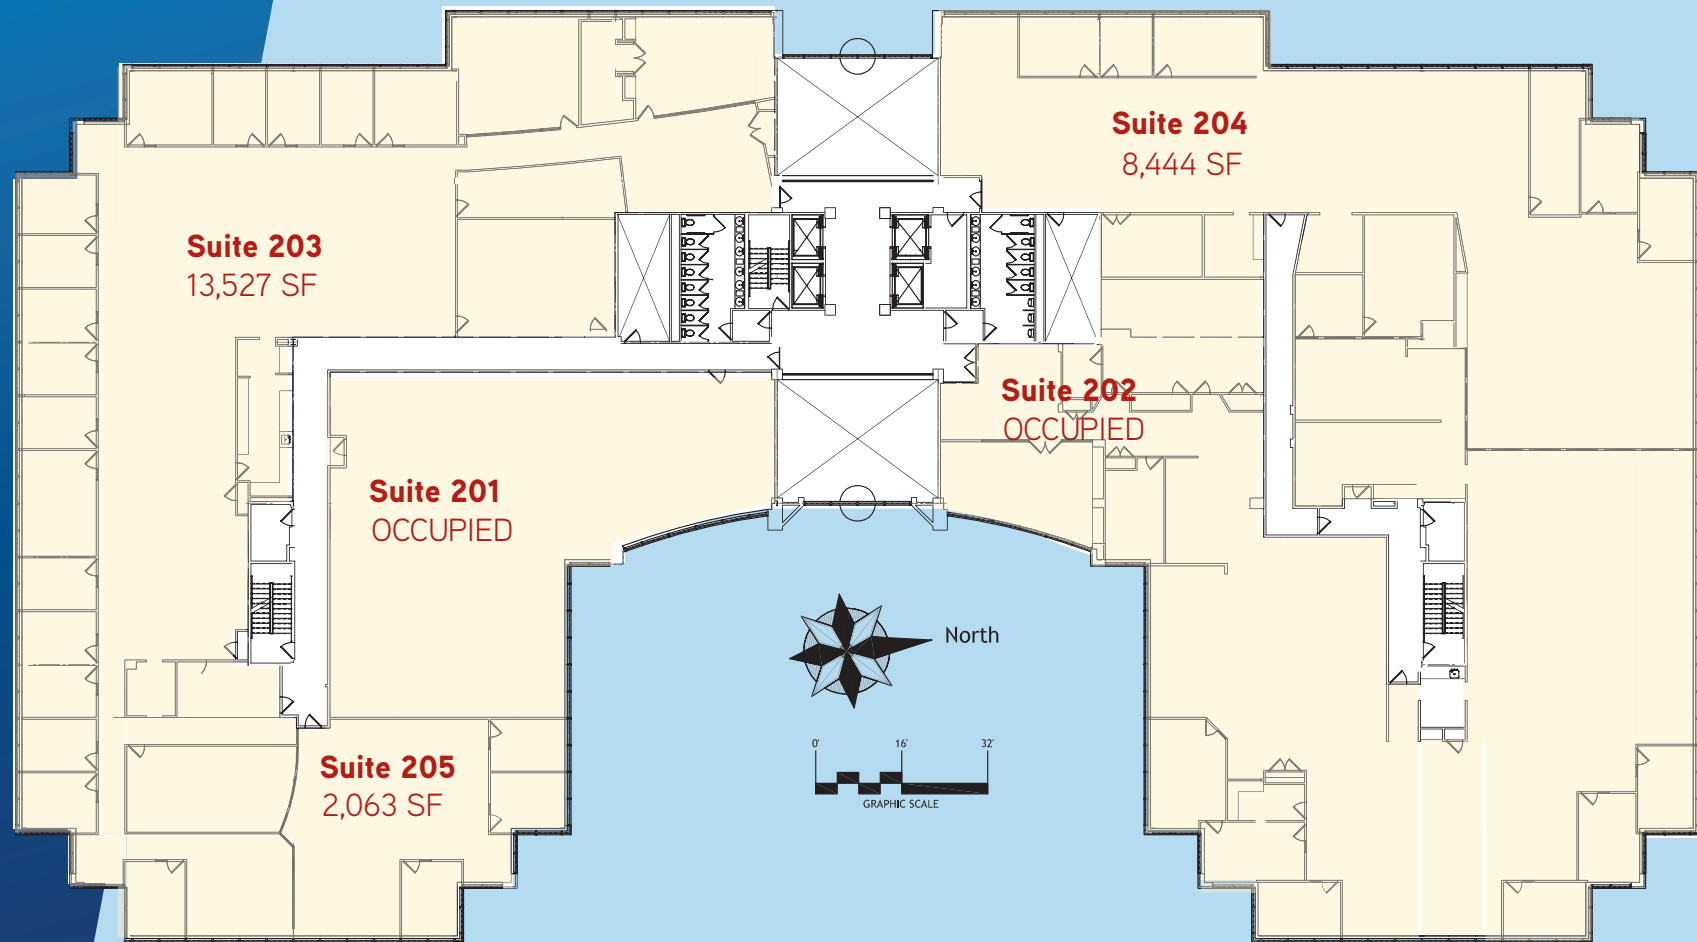 Suite 204
8,444 SF
Suite 203
13,527 SF
Suite 202
OCCUPIED
Suite 201
OCCUPIED
North
0' 16' 32'
GRAPHIC SCALE
Suite 205
2,063 SF